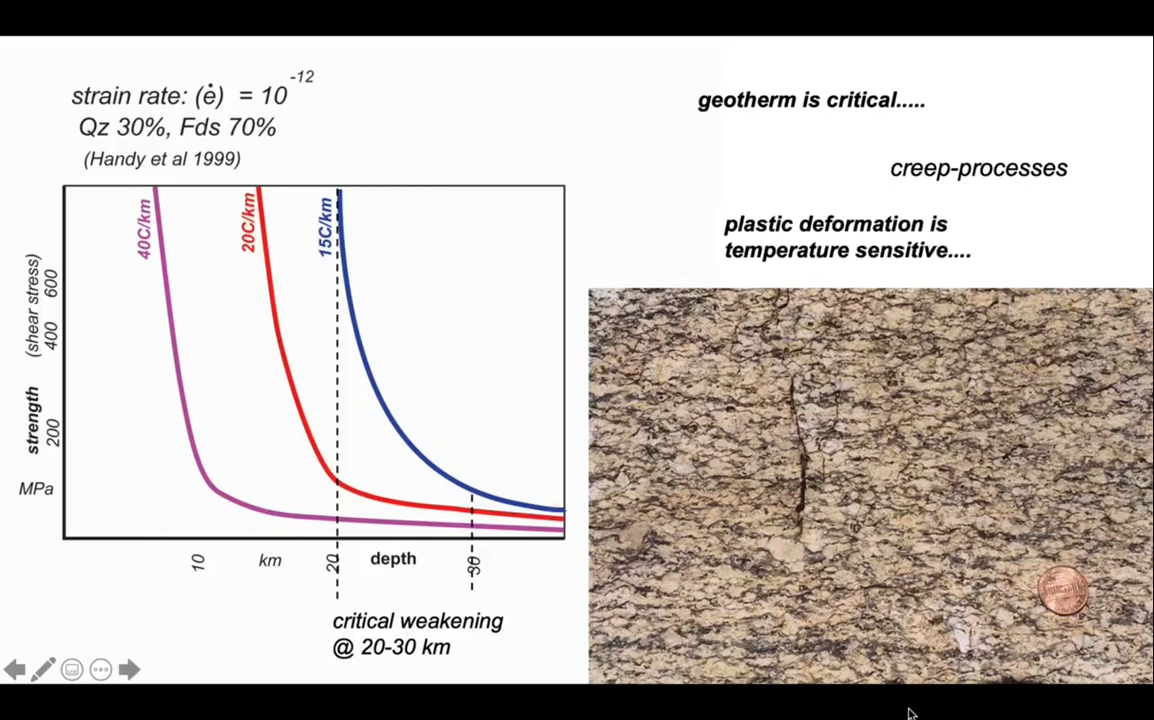 strain rate: (ė) = 10⁻¹²
Qz 30%, Fds 70%
(Handy et al 1999)
geotherm is critical.....
creep-processes
plastic deformation is
temperature sensitive....
40C/km
20C/km
15C/km
strength (shear stress)
600
400
200
MPa
10
km
20
depth
30
critical weakening
@ 20-30 km